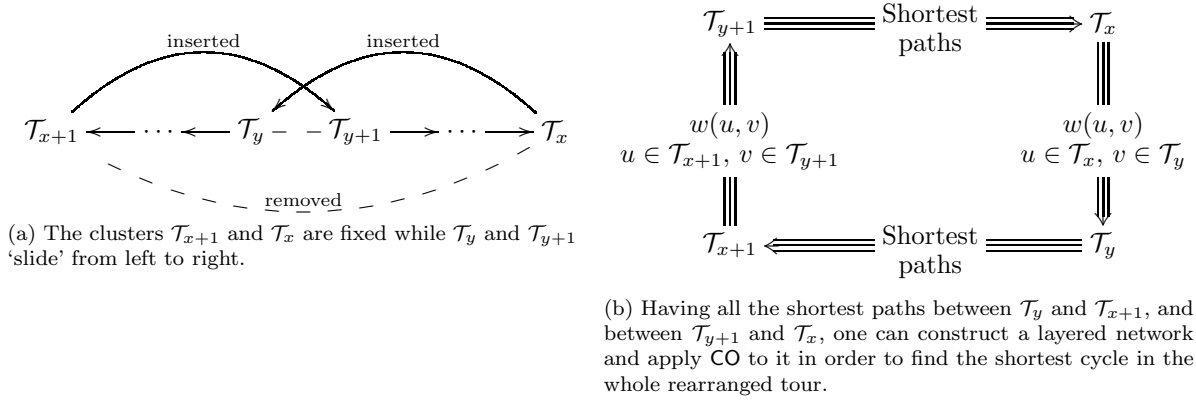 inserted inserted
𝒯x+1 ⋯ 𝒯y 𝒯y+1 ⋯ 𝒯x
removed
(a) The clusters 𝒯x+1 and 𝒯x are fixed while 𝒯y and 𝒯y+1
‘slide’ from left to right.
𝒯y+1 Shortest 𝒯x
paths
w(u, v) w(u, v)
u ∈ 𝒯x+1, v ∈ 𝒯y+1 u ∈ 𝒯x, v ∈ 𝒯y
𝒯x+1 Shortest 𝒯y
paths
(b) Having all the shortest paths between 𝒯y and 𝒯x+1, and
between 𝒯y+1 and 𝒯x, one can construct a layered network
and apply CO to it in order to find the shortest cycle in the
whole rearranged tour.